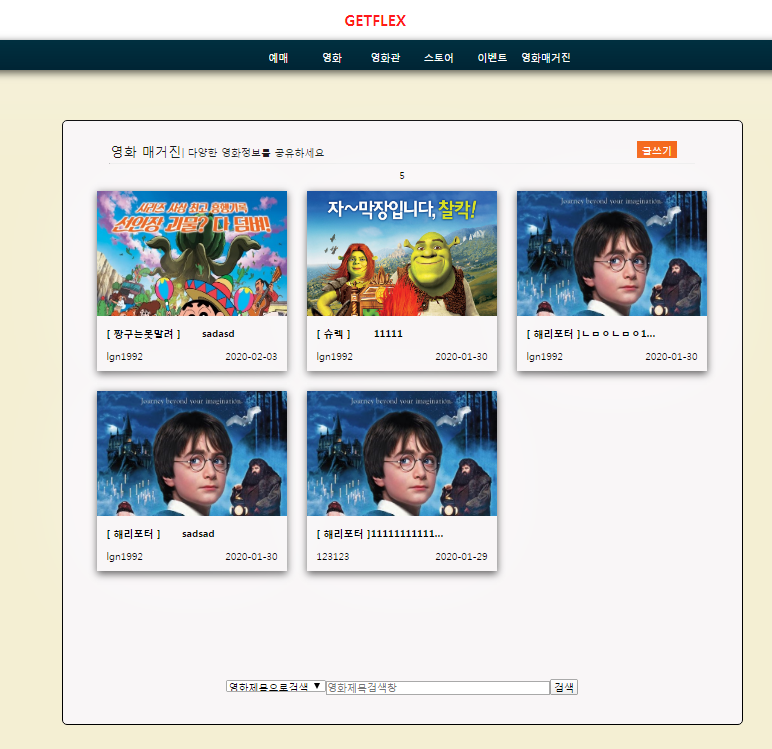 GETFLEX
예매 영화 영화관 스토어 이벤트 영화매거진
영화 매거진| 다양한 영화정보를 공유하세요 글쓰기
5
시리즈 사상 최고 흥행기록
선인장 괴물? 다 덤벼!
자~막장입니다, 찰칵!
Journey beyond your imagination.
[ 짱구는못말려 ] sadasd
lgn1992 2020-02-03
[ 슈렉 ] 11111
lgn1992 2020-01-30
[ 해리포터 ]ㄴㅁㅇㄴㅁㅇ1...
lgn1992 2020-01-30
Journey beyond your imagination.
Journey beyond your imagination.
[ 해리포터 ] sadsad
lgn1992 2020-01-30
[ 해리포터 ]11111111111...
123123 2020-01-29
영화제목으로검색 ▼ 영화제목검색창 검색